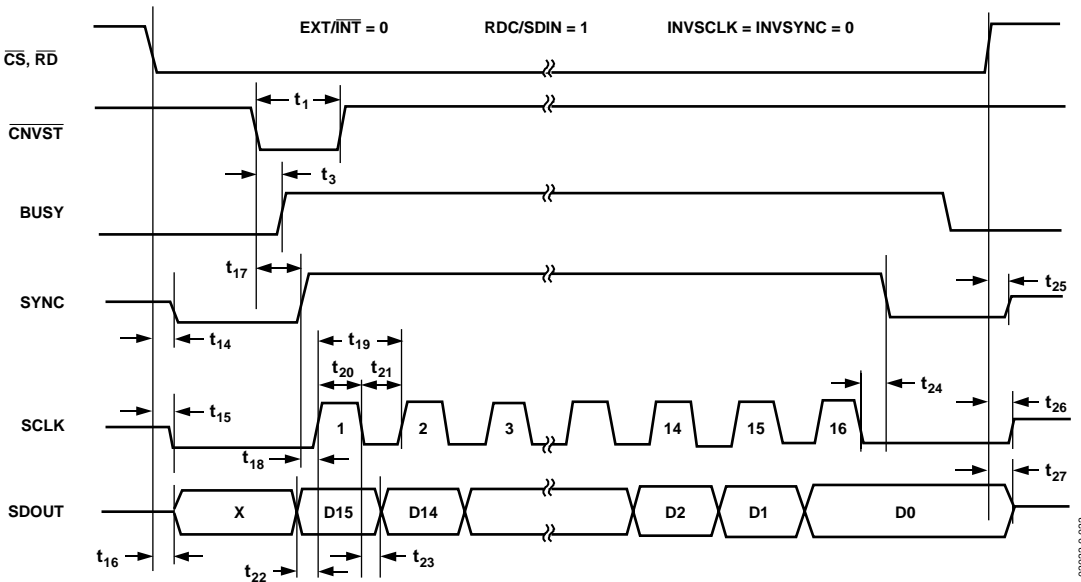 EXT/INT = 0 RDC/SDIN = 1 INVSCLK = INVSYNC = 0
CS, RD
t1
CNVST
t3
BUSY
t17
SYNC
t25
t14
t19
t20 t21
t24
t15
t26
SCLK
1 2 3 14 15 16
t18
t27
SDOUT
X D15 D14 D2 D1 D0
t16
t22
t23